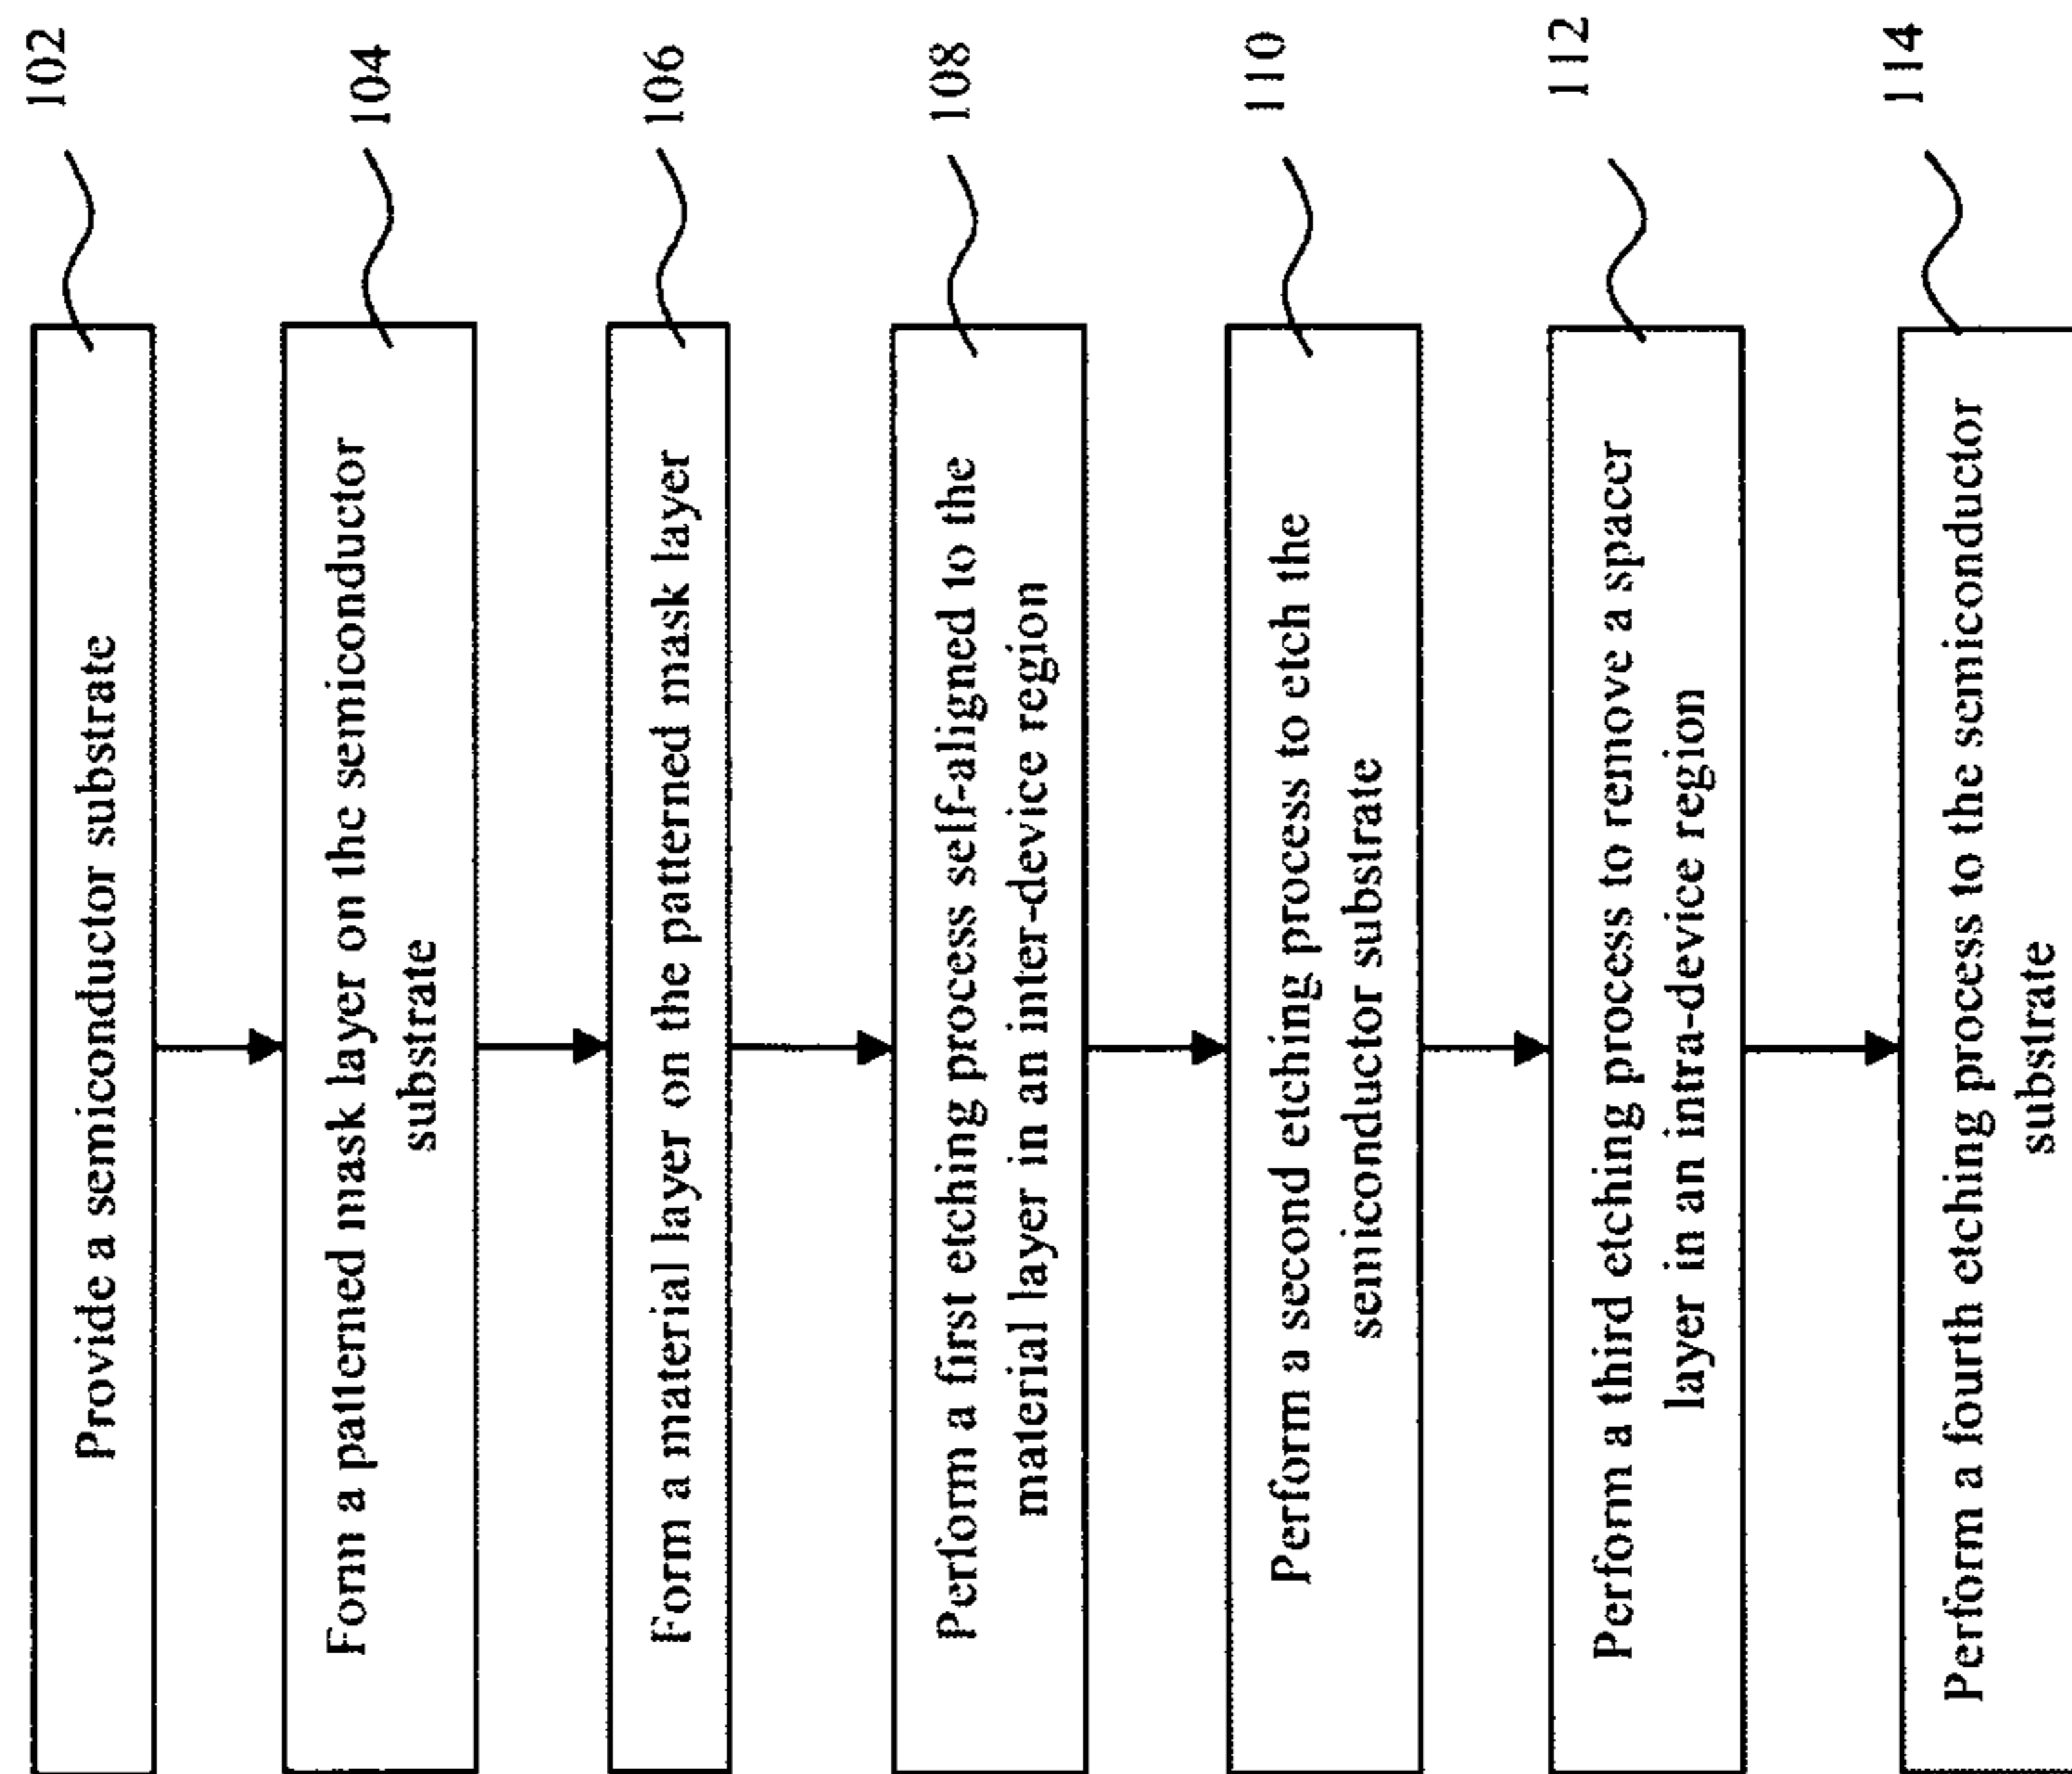 102
Provide a semiconductor substrate
104
Form a patterned mask layer on the semiconductor
substrate
106
Form a material layer on the patterned mask layer
108
Perform a first etching process self-aligned to the
material layer in an inter-device region
110
Perform a second etching process to etch the
semiconductor substrate
112
Perform a third etching process to remove a spacer
layer in an intra-device region
114
Perform a fourth etching process to the semiconductor
substrate